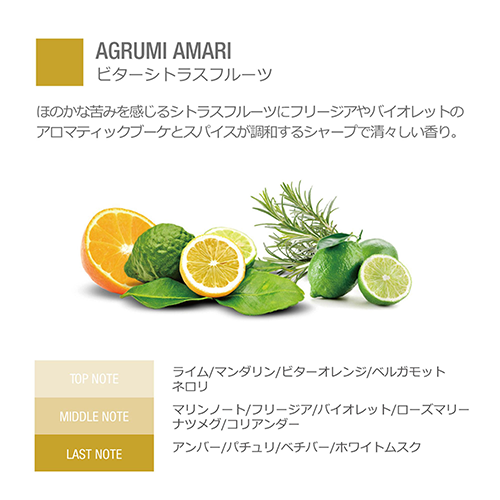 AGRUMI AMARI
ビターシトラスフルーツ
ほのかな苦みを感じるシトラスフルーツにフリージアやバイオレットの
アロマティックブーケとスパイスが調和するシャープで清々しい香り。
TOP NOTE
ライム/マンダリン/ビターオレンジ/ベルガモット
ネロリ
MIDDLE NOTE
マリンノート/フリージア/バイオレット/ローズマリー
ナツメグ/コリアンダー
LAST NOTE
アンバー/パチュリ/ベチバー/ホワイトムスク